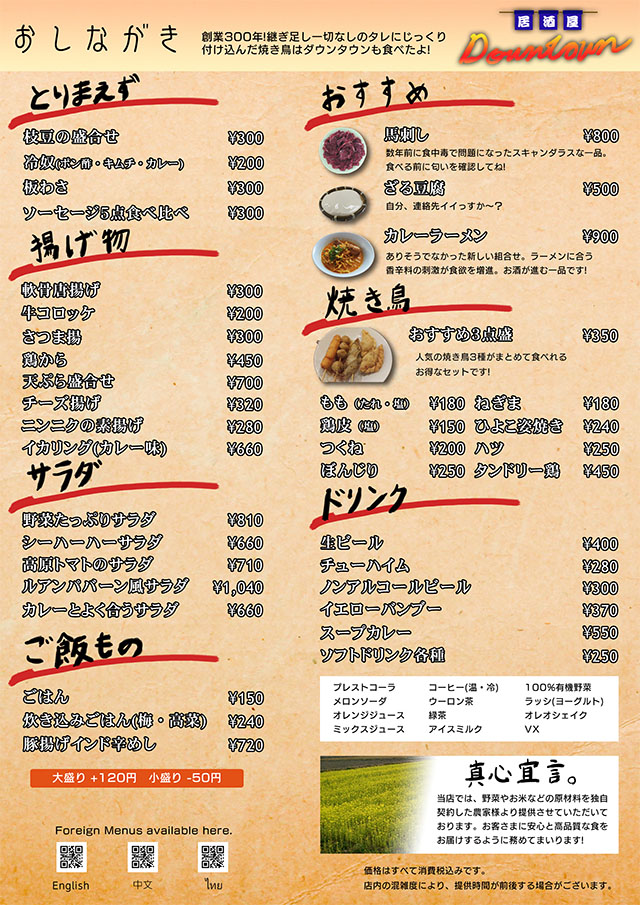 おしながき
創業300年!継ぎ足し一切なしのタレにじっくり
付け込んだ焼き鳥はダウンタウンも食べたよ!
居酒屋
Downtown
とりまえず
枝豆の盛合せ ¥300
冷奴(ポン酢・キムチ・カレー) ¥200
板わさ ¥300
ソーセージ5点食べ比べ ¥300
揚げ物
軟骨唐揚げ ¥300
牛コロッケ ¥200
さつま揚 ¥300
鶏から ¥450
天ぷら盛合せ ¥700
チーズ揚げ ¥320
ニンニクの素揚げ ¥280
イカリング(カレー味) ¥660
サラダ
野菜たっぷりサラダ ¥810
シーハーハーサラダ ¥660
高原トマトのサラダ ¥710
ルアンパバーン風サラダ ¥1,040
カレーとよく合うサラダ ¥660
ご飯もの
ごはん ¥150
炊き込みごはん(梅・高菜) ¥240
豚揚げインド辛めし ¥720
大盛り +120円 小盛り -50円
Foreign Menus available here.
English 中文 ไทย
おすすめ
馬刺し ¥800
数年前に食中毒で問題になったスキャンダラスな一品。
食べる前に匂いを確認してね!
ざる豆腐 ¥500
自分、連絡先イイっすか〜?
カレーラーメン ¥900
ありそうでなかった新しい組合せ。ラーメンに合う
香辛料の刺激が食欲を増進。お酒が進む一品です!
焼き鳥
おすすめ3点盛 ¥350
人気の焼き鳥3種がまとめて食べれる
お得なセットです!
もも(たれ・塩) ¥180 ねぎま ¥180
鶏皮(塩) ¥150 ひよこ姿焼き ¥240
つくね ¥200 ハツ ¥250
ぼんじり ¥250 タンドリー鶏 ¥450
ドリンク
生ビール ¥400
チューハイム ¥280
ノンアルコールビール ¥300
イエローバンブー ¥370
スープカレー ¥550
ソフトドリンク各種 ¥250
プレストコーラ コーヒー(温・冷) 100%有機野菜
メロンソーダ ウーロン茶 ラッシ(ヨーグルト)
オレンジジュース 緑茶 オレオシェイク
ミックスジュース アイスミルク VX
真心宣言。
当店では、野菜やお米などの原材料を独自
契約した農家様より提供させていただいて
おります。お客さまに安心と高品質な食を
お届けするように務めてまいります!
価格はすべて消費税込みです。
店内の混雑度により、提供時間が前後する場合がございます。